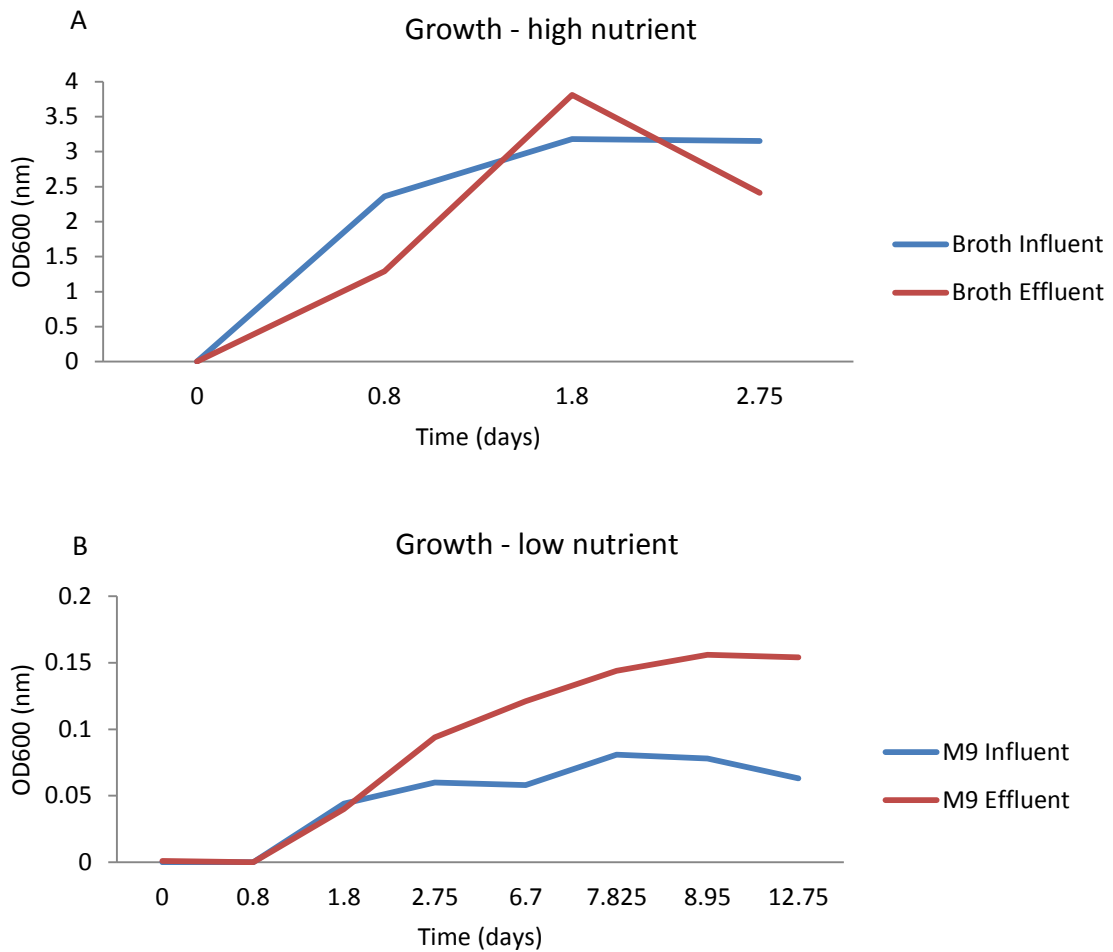 A
Growth - high nutrient
4
3.5
3
2.5
2
1.5
1
0.5
0
OD600 (nm)
0 0.8 1.8 2.75
Time (days)
Broth Influent
Broth Effluent
B
Growth - low nutrient
0.2
0.15
0.1
0.05
0
OD600 (nm)
0 0.8 1.8 2.75 6.7 7.825 8.95 12.75
Time (days)
M9 Influent
M9 Effluent